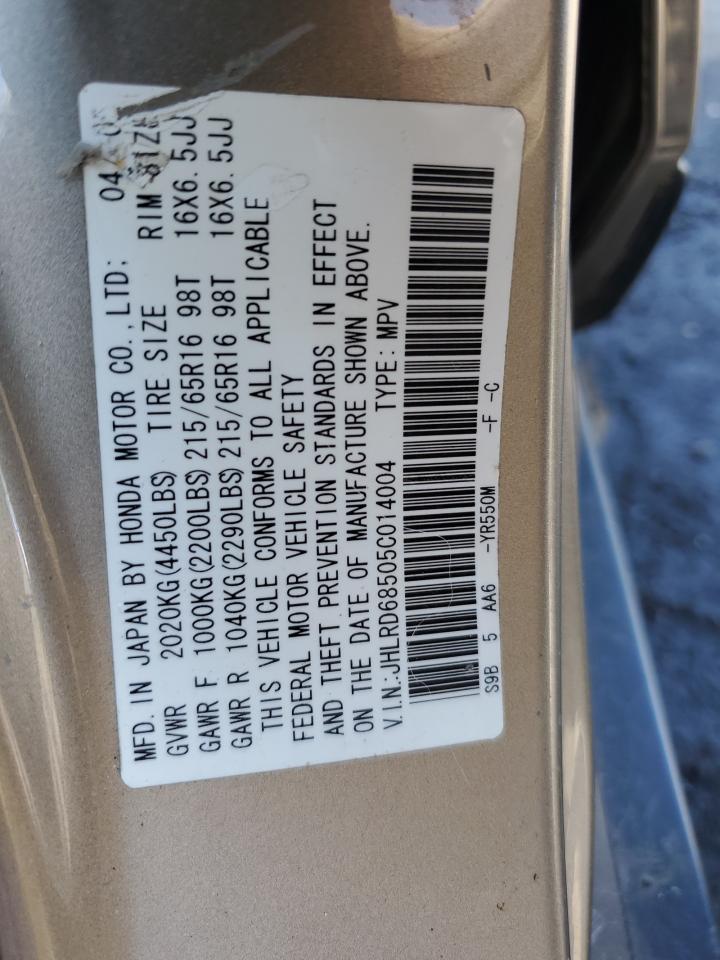 MFD. IN JAPAN BY HONDA MOTOR CO., LTD; 04
GVWR 2020KG(4450LBS) TIRE SIZE RIM SIZE
GAWR F 1000KG(2200LBS) 215/65R16 98T 16X6.5JJ
GAWR R 1040KG(2290LBS) 215/65R16 98T 16X6.5JJ
THIS VEHICLE CONFORMS TO ALL APPLICABLE
FEDERAL MOTOR VEHICLE SAFETY
AND THEFT PREVENTION STANDARDS IN EFFECT
ON THE DATE OF MANUFACTURE SHOWN ABOVE.
V.I.N.:JHLRD68505C014004 TYPE:MPV
S9B 5 AA6 -YR550M -F -C